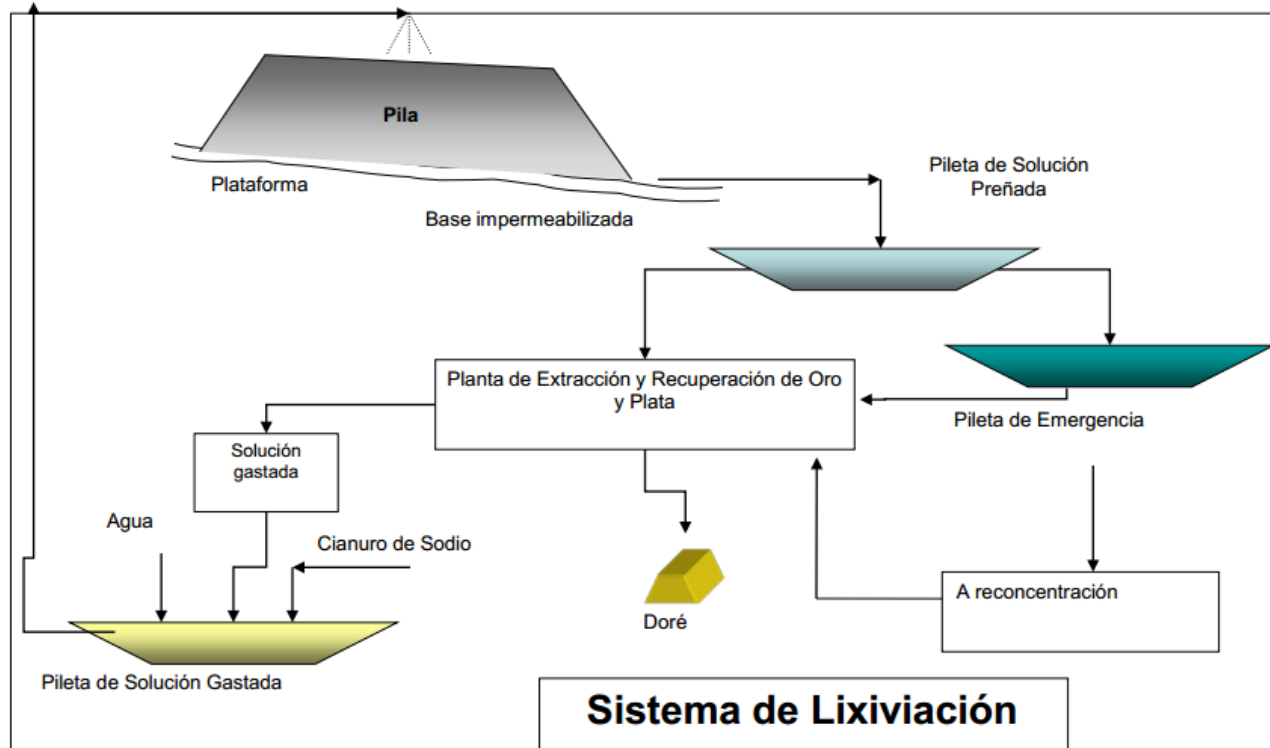 Pila
Plataforma
Base impermeabilizada
Pileta de Solución
Preñada
Planta de Extracción y Recuperación de Oro
y Plata
Pileta de Emergencia
Solución
gastada
Agua
Cianuro de Sodio
A reconcentración
Doré
Pileta de Solución Gastada
Sistema de Lixiviación